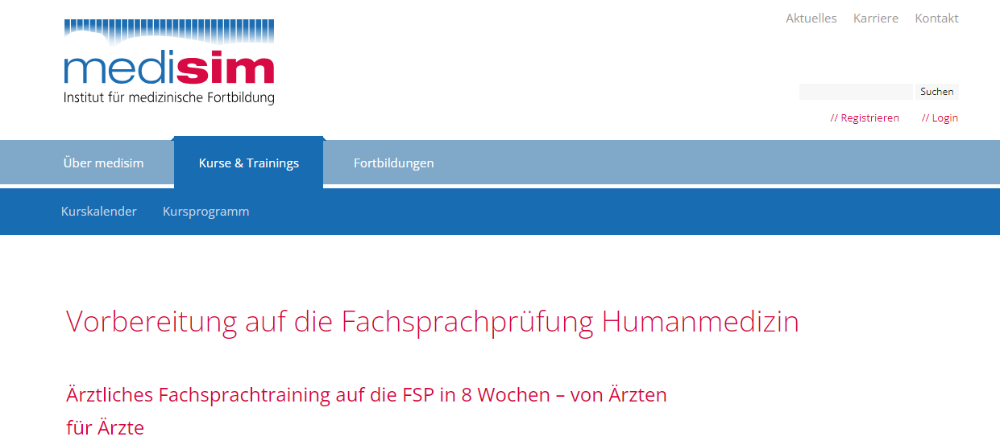 Aktuelles Karriere Kontakt
medisim
Institut für medizinische Fortbildung
Suchen
// Registrieren // Login
Über medisim Kurse & Trainings Fortbildungen
Kurskalender Kursprogramm
Vorbereitung auf die Fachsprachprüfung Humanmedizin
Ärztliches Fachsprachtraining auf die FSP in 8 Wochen – von Ärzten
für Ärzte